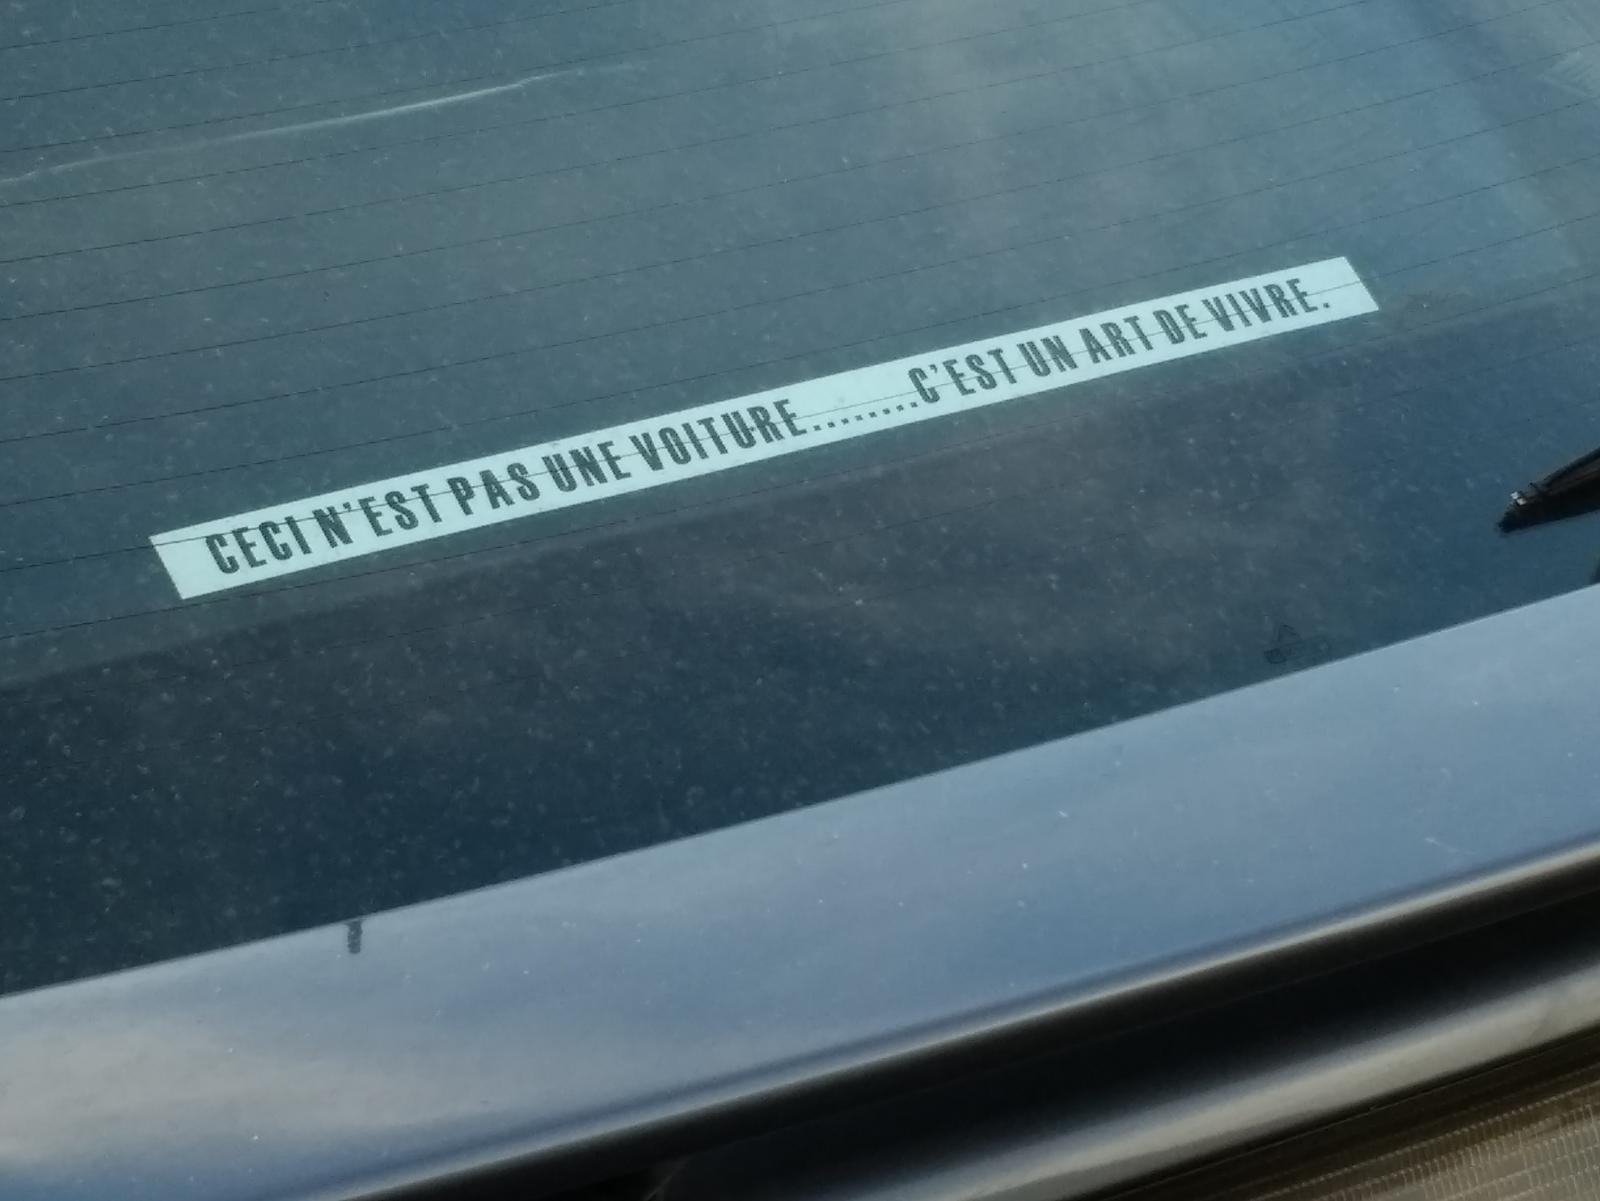 CECI N'EST PAS UNE VOITURE........C'EST UN ART DE VIVRE.